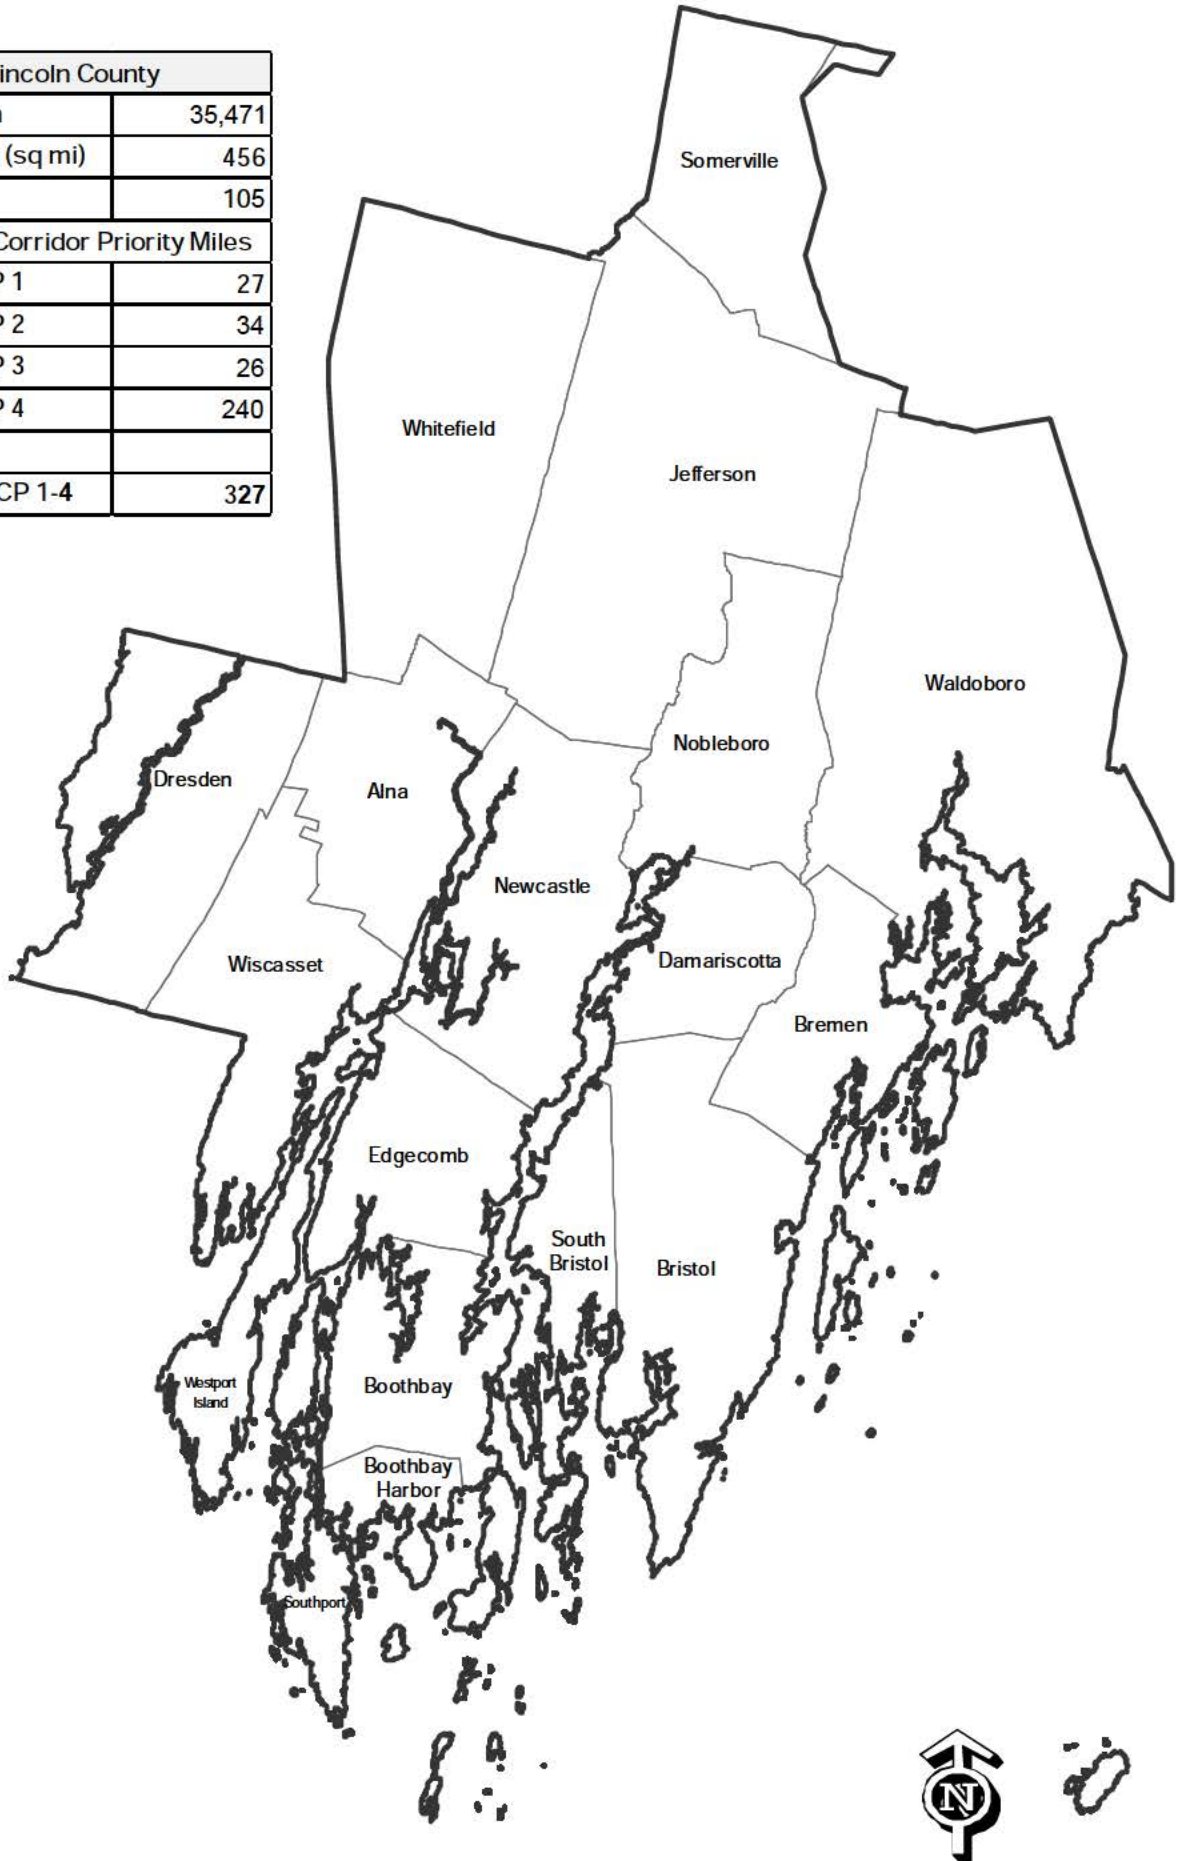 incoln County
35,471
(sq mi) 456
105
Corridor Priority Miles
P 1 27
P 2 34
P 3 26
P 4 240
CP 1-4 327
Somerville
Whitefield
Jefferson
Waldoboro
Nobleboro
Dresden
Alna
Newcastle
Wiscasset
Damariscotta
Bremen
Edgecomb
South
Bristol
Bristol
Westport
Island
Boothbay
Boothbay
Harbor
Southport
N